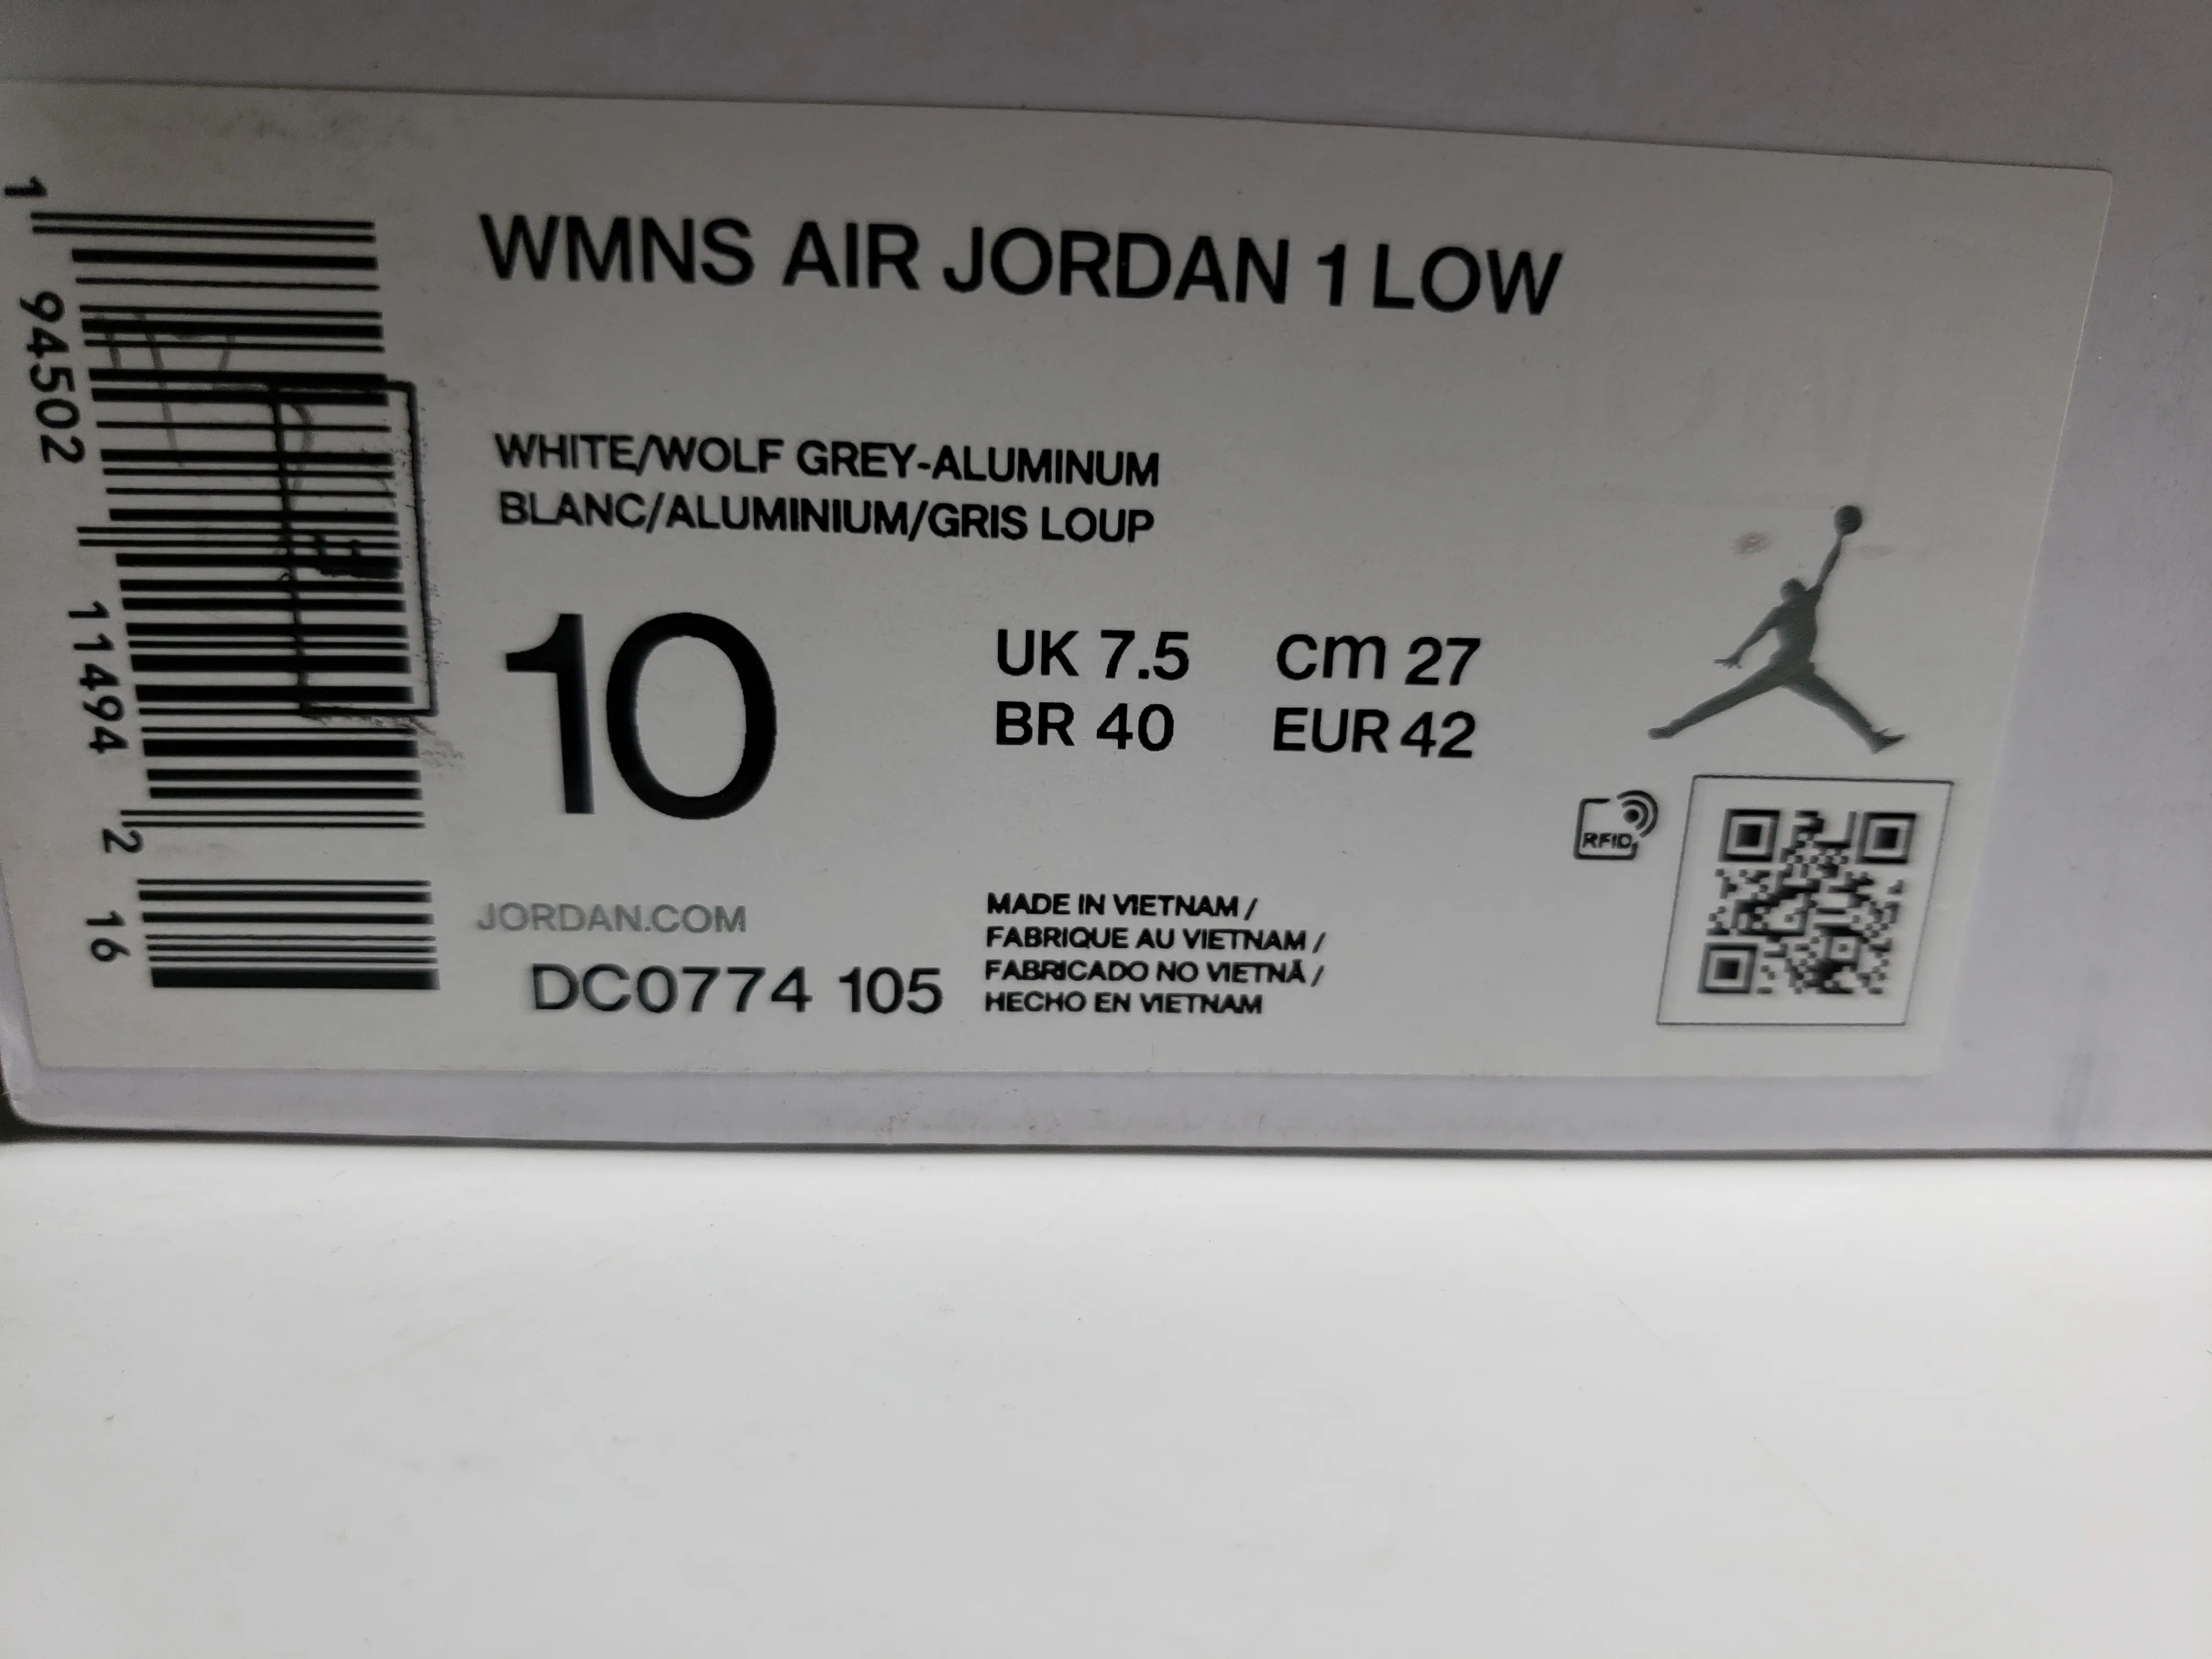 WMNS AIR JORDAN 1 LOW
WHITE/WOLF GREY-ALUMINUM
BLANC/ALUMINIUM/GRIS LOUP
10
UK 7.5 cm 27
BR 40 EUR 42
RFID
JORDAN.COM
DC0774 105
MADE IN VIETNAM /
FABRIQUE AU VIETNAM /
FABRICADO NO VIETNÃ /
HECHO EN VIETNAM
1 94502 11494 2 16